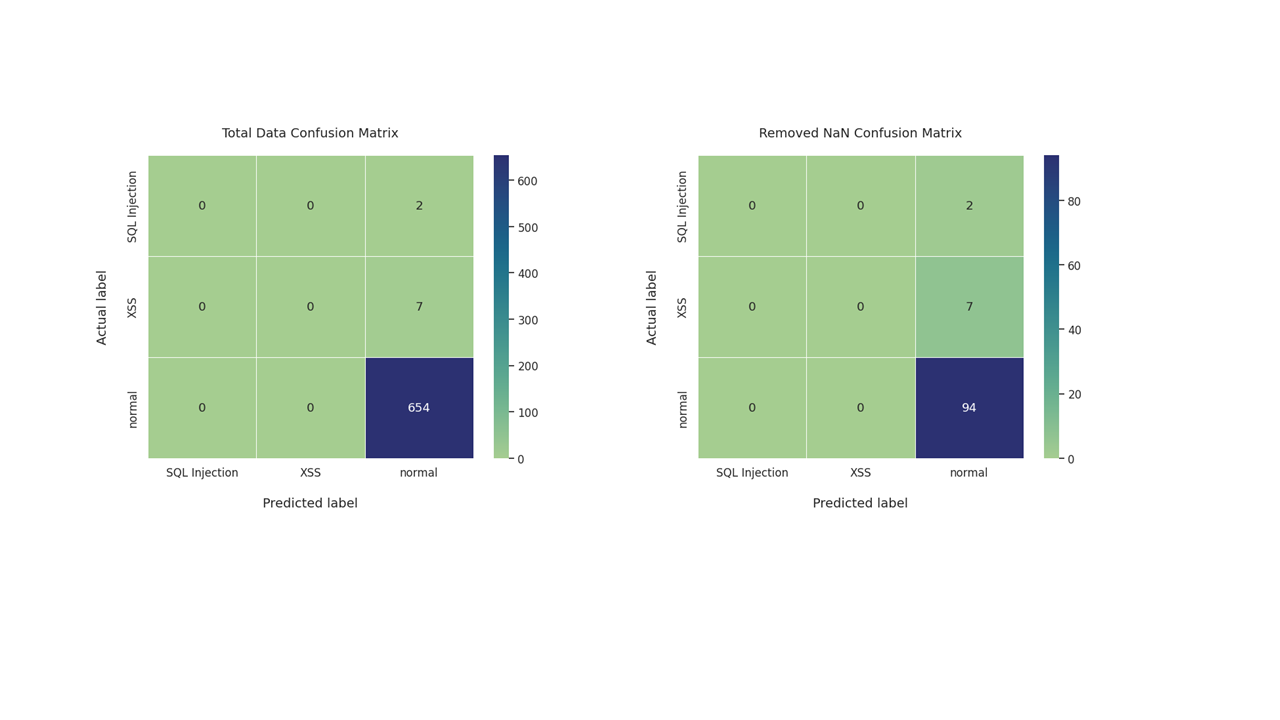 Total Data Confusion Matrix
Actual label
SQL Injection
XSS
normal
0 0 2
0 0 7
0 0 654
SQL Injection XSS normal
Predicted label
600
500
400
300
200
100
0
Removed NaN Confusion Matrix
Actual label
SQL Injection
XSS
normal
0 0 2
0 0 7
0 0 94
SQL Injection XSS normal
Predicted label
80
60
40
20
0